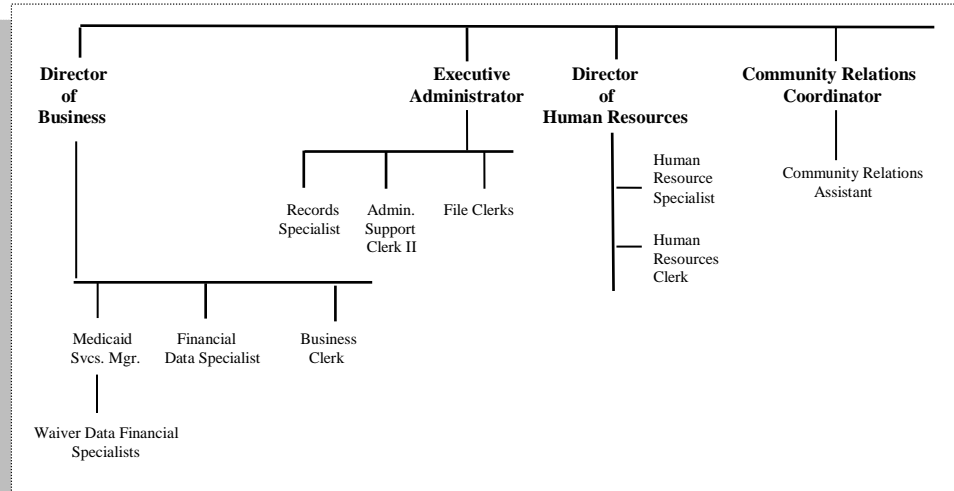 Director
of
Business
Executive
Administrator
Director
of
Human Resources
Community Relations
Coordinator
Human
Resource
Specialist
Community Relations
Assistant
Records
Specialist
Admin.
Support
Clerk II
File Clerks
Human
Resources
Clerk
Medicaid
Svcs. Mgr.
Financial
Data Specialist
Business
Clerk
Waiver Data Financial
Specialists